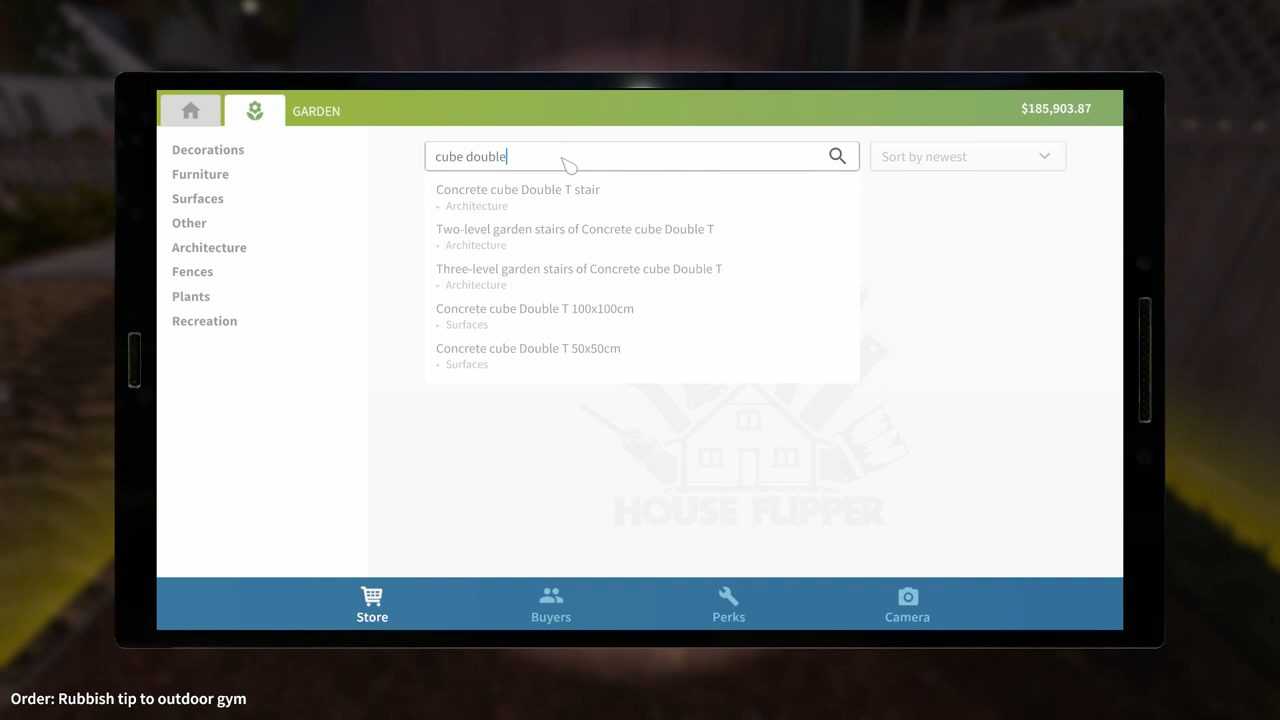 GARDEN
$185,903.87
Decorations
Furniture
Surfaces
Other
Architecture
Fences
Plants
Recreation
cube double
Sort by newest
Concrete cube Double T stair
• Architecture
Two-level garden stairs of Concrete cube Double T
• Architecture
Three-level garden stairs of Concrete cube Double T
• Architecture
Concrete cube Double T 100x100cm
• Surfaces
Concrete cube Double T 50x50cm
• Surfaces
HOUSE FLIPPER
Store
Buyers
Perks
Camera
Order: Rubbish tip to outdoor gym